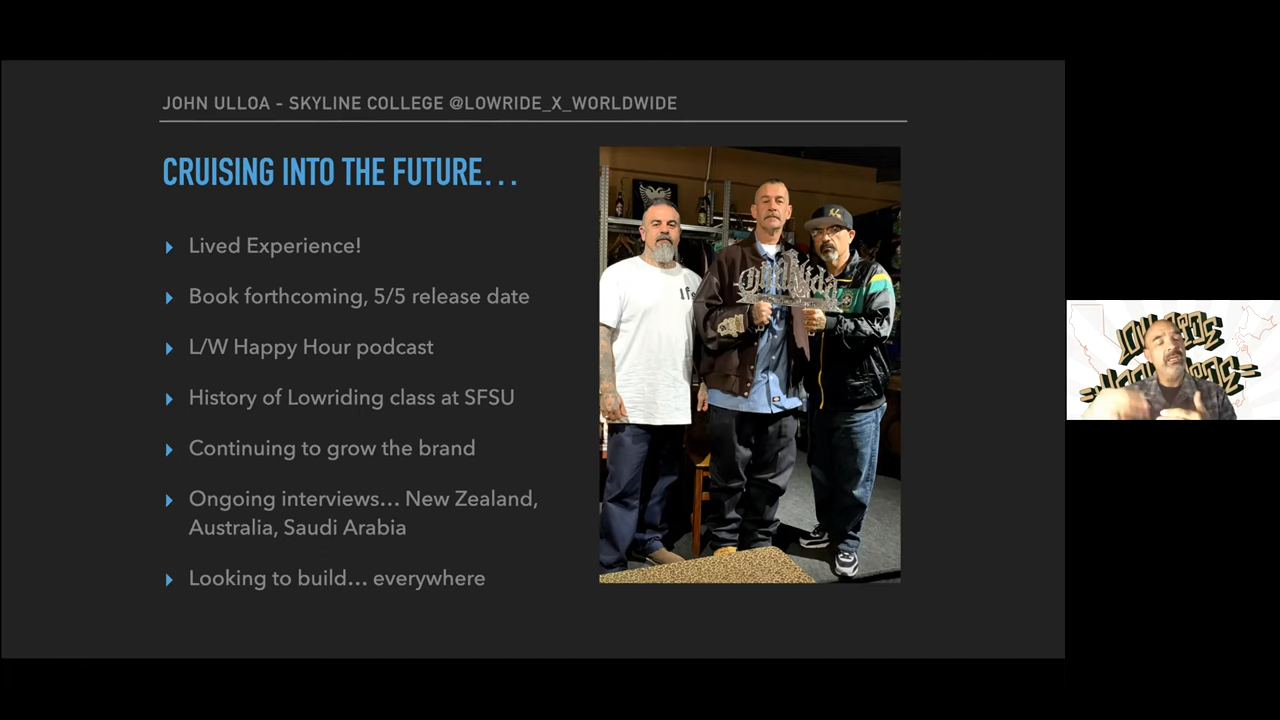 JOHN ULLOA - SKYLINE COLLEGE @LOWRIDE_X_WORLDWIDE
CRUISING INTO THE FUTURE...
Lived Experience!
Book forthcoming, 5/5 release date
L/W Happy Hour podcast
History of Lowriding class at SFSU
Continuing to grow the brand
Ongoing interviews... New Zealand,
Australia, Saudi Arabia
Looking to build... everywhere